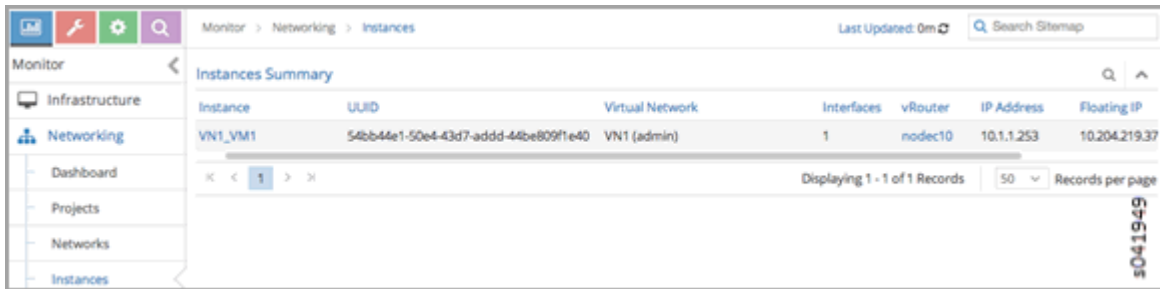 Monitor > Networking > Instances
Last Updated: 0m
Search Sitemap
Monitor
Infrastructure
Networking
Dashboard
Projects
Networks
Instances
Instances Summary
Instance UUID Virtual Network Interfaces vRouter IP Address Floating IP
VN1_VM1 54bb44e1-50e4-43d7-addd-44be809f1e40 VN1 (admin) 1 nodec10 10.1.1.253 10.204.219.37
1 Displaying 1 - 1 of 1 Records 50 Records per page
s041949